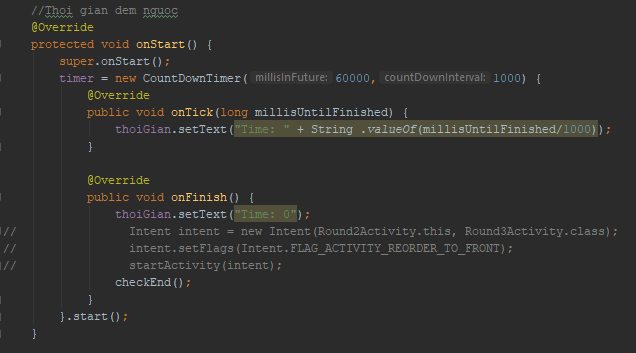 //Thoi gian dem nguoc
@Override
protected void onStart() {
super.onStart();
timer = new CountDownTimer( millisInFuture: 60000, countDownInterval: 1000) {
@Override
public void onTick(long millisUntilFinished) {
thoiGian.setText("Time: " + String .valueOf(millisUntilFinished/1000));
}
@Override
public void onFinish() {
thoiGian.setText("Time: 0");
// Intent intent = new Intent(Round2Activity.this, Round3Activity.class);
// intent.setFlags(Intent.FLAG_ACTIVITY_REORDER_TO_FRONT);
// startActivity(intent);
checkEnd();
}
}.start();
}